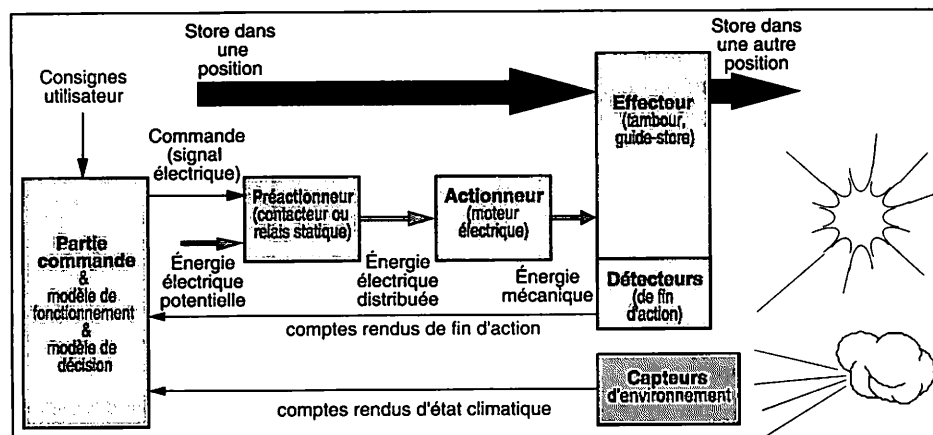 Store dans
une
position
Store dans
une autre
position
Consignes
utilisateur
Effecteur
(tambour,
guide-store)
Commande
(signal
électrique)
Préactionneur
(contacteur ou
relais statique)
Actionneur
(moteur
électrique)
Partie
commande
&
modèle de
fonctionnement
&
modèle de
décision
Énergie
électrique
potentielle
Énergie
électrique
distribuée
Énergie
mécanique
Détecteurs
(de fin
d'action)
comptes rendus de fin d'action
Capteurs
d'environnement
comptes rendus d'état climatique